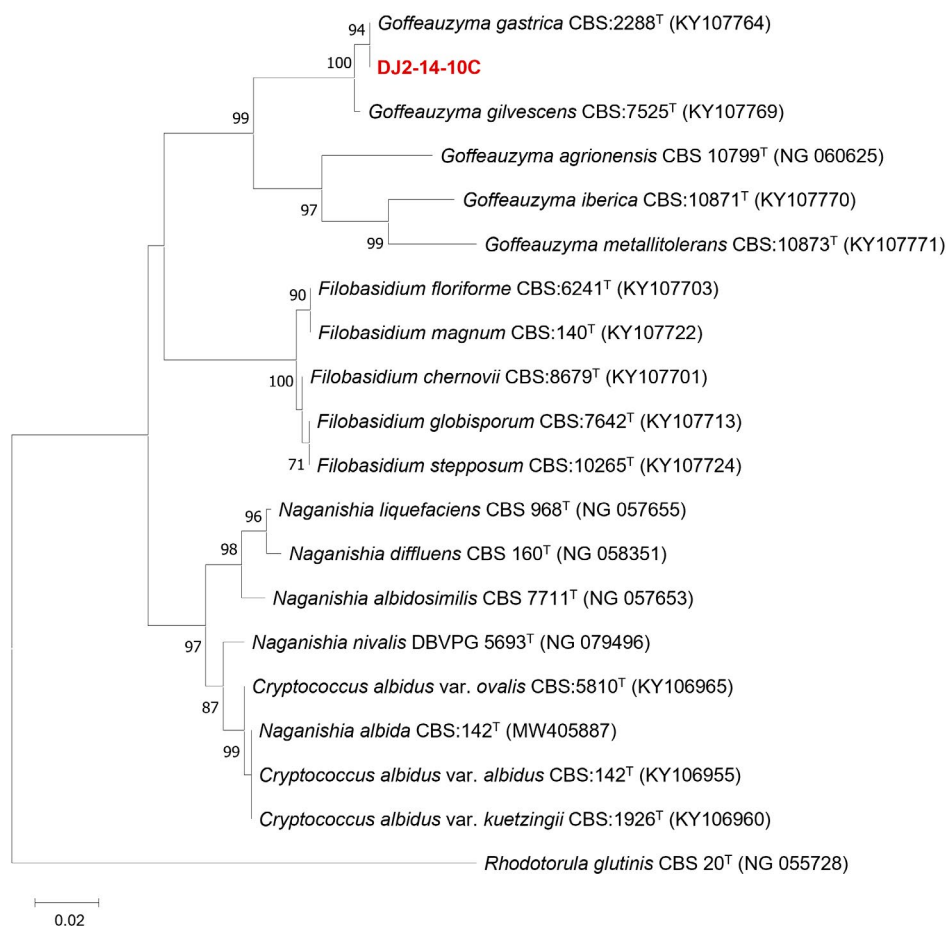 94
Goffeauzyma gastrica CBS:2288ᵀ (KY107764)
100
DJ2-14-10C
99
Goffeauzyma gilvescens CBS:7525ᵀ (KY107769)
Goffeauzyma agrionensis CBS 10799ᵀ (NG 060625)
97
Goffeauzyma iberica CBS:10871ᵀ (KY107770)
99
Goffeauzyma metallitolerans CBS:10873ᵀ (KY107771)
90
Filobasidium floriforme CBS:6241ᵀ (KY107703)
Filobasidium magnum CBS:140ᵀ (KY107722)
100
Filobasidium chernovii CBS:8679ᵀ (KY107701)
Filobasidium globisporum CBS:7642ᵀ (KY107713)
71
Filobasidium stepposum CBS:10265ᵀ (KY107724)
96
Naganishia liquefaciens CBS 968ᵀ (NG 057655)
98
Naganishia diffluens CBS 160ᵀ (NG 058351)
Naganishia albidosimilis CBS 7711ᵀ (NG 057653)
97
Naganishia nivalis DBVPG 5693ᵀ (NG 079496)
87
Cryptococcus albidus var. ovalis CBS:5810ᵀ (KY106965)
99
Naganishia albida CBS:142ᵀ (MW405887)
Cryptococcus albidus var. albidus CBS:142ᵀ (KY106955)
Cryptococcus albidus var. kuetzingii CBS:1926ᵀ (KY106960)
Rhodotorula glutinis CBS 20ᵀ (NG 055728)
0.02